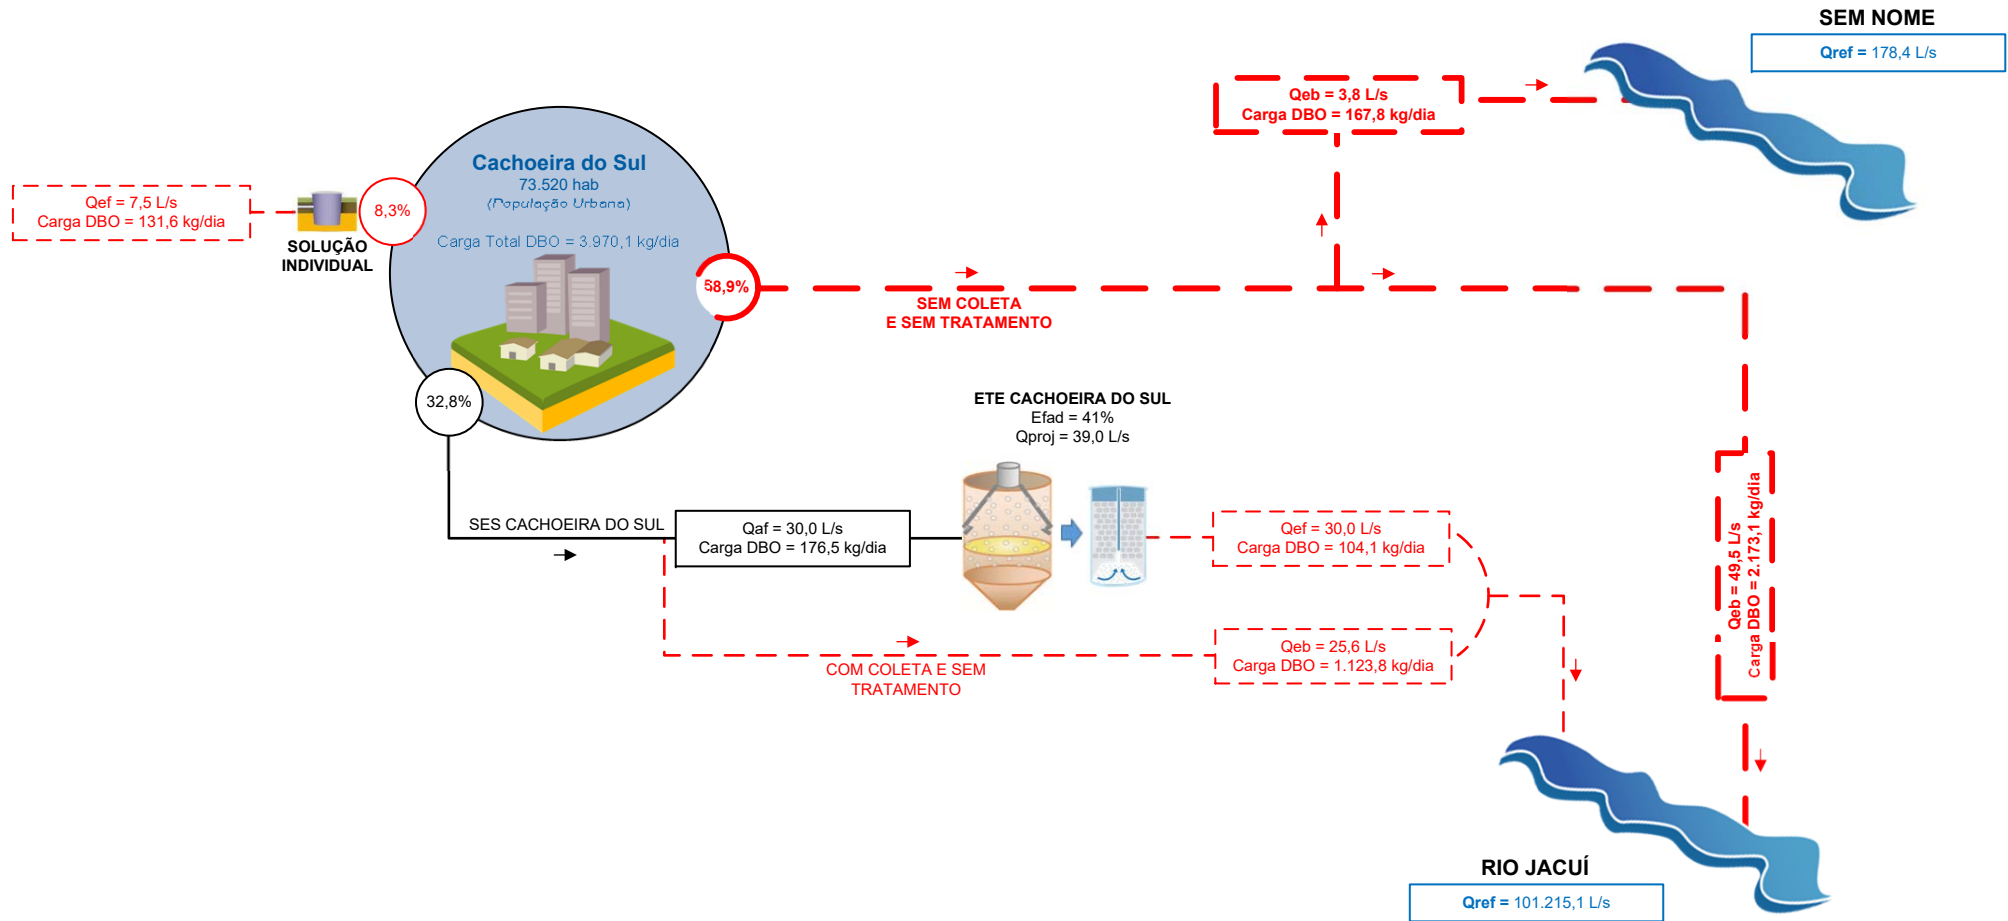 SEM NOME
Qref = 178,4 L/s
Qeb = 3,8 L/s
Carga DBO = 167,8 kg/dia
Cachoeira do Sul
73.520 hab
(População Urbana)
Carga Total DBO = 3.970,1 kg/dia
Qef = 7,5 L/s
Carga DBO = 131,6 kg/dia
8,3%
SOLUÇÃO
INDIVIDUAL
58,9%
SEM COLETA
E SEM TRATAMENTO
32,8%
ETE CACHOEIRA DO SUL
Efad = 41%
Qproj = 39,0 L/s
SES CACHOEIRA DO SUL
Qaf = 30,0 L/s
Carga DBO = 176,5 kg/dia
Qef = 30,0 L/s
Carga DBO = 104,1 kg/dia
Qeb = 49,5 L/s
Carga DBO = 2.173,1 kg/dia
COM COLETA E SEM
TRATAMENTO
Qeb = 25,6 L/s
Carga DBO = 1.123,8 kg/dia
RIO JACUÍ
Qref = 101.215,1 L/s